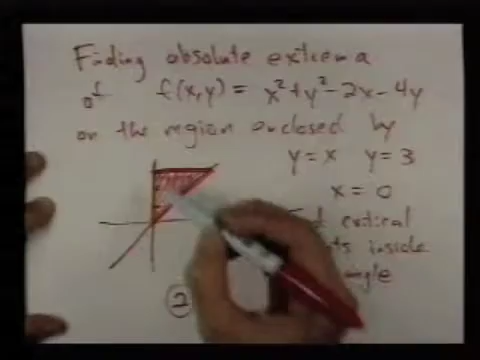 Finding absolute extrema
of f(x,y) = x² + y² - 2x - 4y
on the region enclosed by
y = x y = 3
x = 0
critical
inside
②